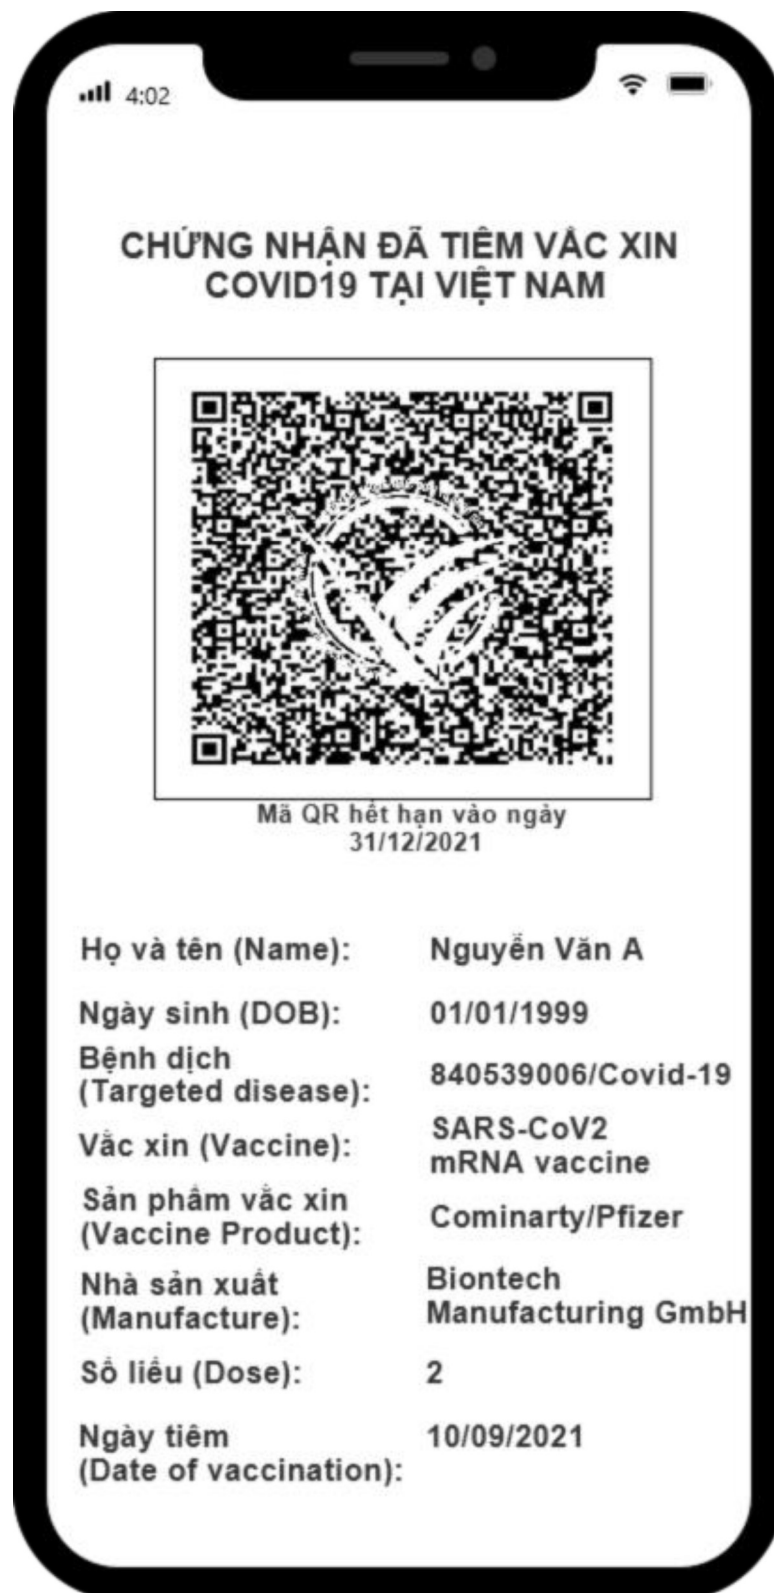 4:02
CHỨNG NHẬN ĐÃ TIÊM VẮC XIN
COVID19 TẠI VIỆT NAM
Mã QR hết hạn vào ngày
31/12/2021
Họ và tên (Name): Nguyễn Văn A
Ngày sinh (DOB): 01/01/1999
Bệnh dịch
(Targeted disease): 840539006/Covid-19
Vắc xin (Vaccine): SARS-CoV2
mRNA vaccine
Sản phẩm vắc xin
(Vaccine Product): Cominarty/Pfizer
Nhà sản xuất
(Manufacture): Biontech
Manufacturing GmbH
Số liều (Dose): 2
Ngày tiêm 10/09/2021
(Date of vaccination):